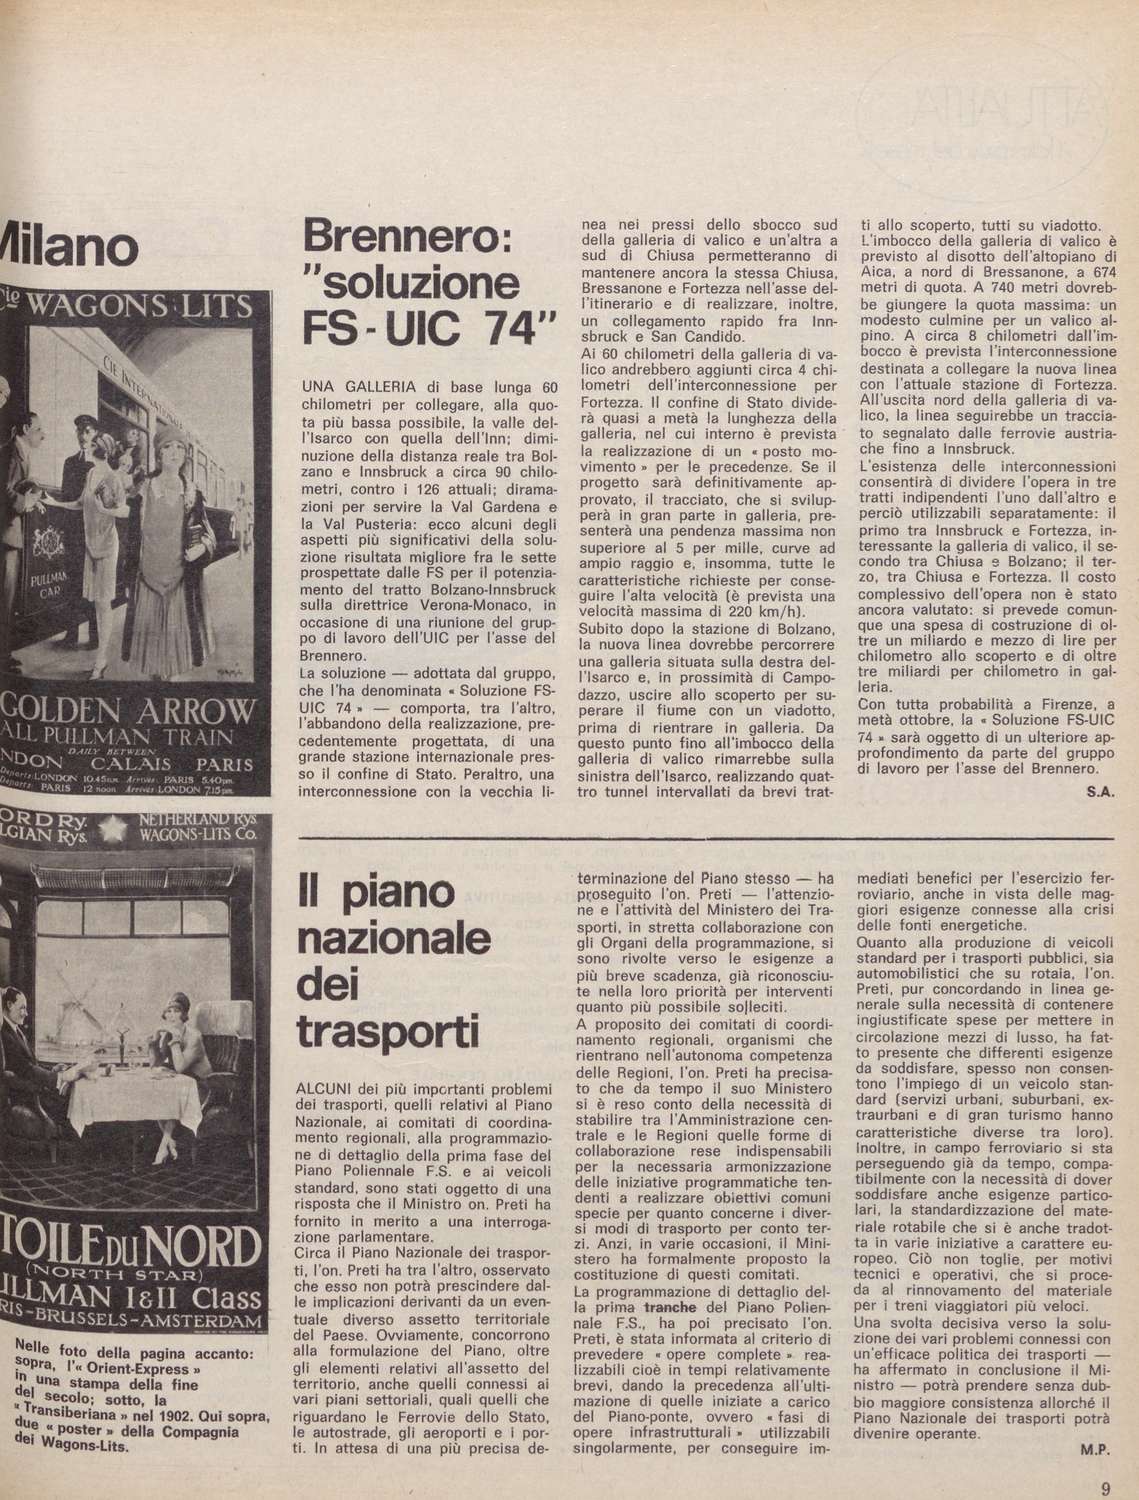 Milano
Cie WAGONS-LITS
CIE INTERNATIONALE
PULLMAN
CAR
GOLDEN ARROW
ALL PULLMAN TRAIN
DAILY BETWEEN
NDON CALAIS PARIS
Departs: LONDON 10.45am. Arrives: PARIS 5.40pm.
Departs: PARIS 12 noon Arrives LONDON 7.15pm.
ORD RY. NETHERLAND RYS.
LGIAN RYS. WAGONS-LITS Co.
TOILE DU NORD
(NORTH STAR)
LLMAN I & II Class
RIS-BRUSSELS-AMSTERDAM
Nelle foto della pagina accanto:
sopra, l'« Orient-Express »
in una stampa della fine
del secolo; sotto, la
« Transiberiana » nel 1902. Qui sopra,
due « poster » della Compagnia
dei Wagons-Lits.
Brennero:
"soluzione
FS - UIC 74"
UNA GALLERIA di base lunga 60
chilometri per collegare, alla quo-
ta più bassa possibile, la valle del-
l'Isarco con quella dell'Inn; dimi-
nuzione della distanza reale tra Bol-
zano e Innsbruck a circa 90 chilo-
metri, contro i 126 attuali; dirama-
zioni per servire la Val Gardena e
la Val Pusteria: ecco alcuni degli
aspetti più significativi della solu-
zione risultata migliore fra le sette
prospettate dalle FS per il potenzia-
mento del tratto Bolzano-Innsbruck
sulla direttrice Verona-Monaco, in
occasione di una riunione del grup-
po di lavoro dell'UIC per l'asse del
Brennero.
La soluzione — adottata dal gruppo,
che l'ha denominata « Soluzione FS-
UIC 74 » — comporta, tra l'altro,
l'abbandono della realizzazione, pre-
cedentemente progettata, di una
grande stazione internazionale pres-
so il confine di Stato. Peraltro, una
interconnessione con la vecchia li-
nea nei pressi dello sbocco sud
della galleria di valico e un'altra a
sud di Chiusa permetteranno di
mantenere ancora la stessa Chiusa,
Bressanone e Fortezza nell'asse del-
l'itinerario e di realizzare, inoltre,
un collegamento rapido fra Inn-
sbruck e San Candido.
Ai 60 chilometri della galleria di va-
lico andrebbero aggiunti circa 4 chi-
lometri dell'interconnessione per
Fortezza. Il confine di Stato divide-
rà quasi a metà la lunghezza della
galleria, nel cui interno è prevista
la realizzazione di un « posto mo-
vimento » per le precedenze. Se il
progetto sarà definitivamente ap-
provato, il tracciato, che si svilup-
perà in gran parte in galleria, pre-
senterà una pendenza massima non
superiore al 5 per mille, curve ad
ampio raggio e, insomma, tutte le
caratteristiche richieste per conse-
guire l'alta velocità (è prevista una
velocità massima di 220 km/h).
Subito dopo la stazione di Bolzano,
la nuova linea dovrebbe percorrere
una galleria situata sulla destra del-
l'Isarco e, in prossimità di Campo-
dazzo, uscire allo scoperto per su-
perare il fiume con un viadotto,
prima di rientrare in galleria. Da
questo punto fino all'imbocco della
galleria di valico rimarrebbe sulla
sinistra dell'Isarco, realizzando quat-
tro tunnel intervallati da brevi trat-
ti allo scoperto, tutti su viadotto.
L'imbocco della galleria di valico è
previsto al disotto dell'altopiano di
Aica, a nord di Bressanone, a 674
metri di quota. A 740 metri dovreb-
be giungere la quota massima: un
modesto culmine per un valico al-
pino. A circa 8 chilometri dall'im-
bocco è prevista l'interconnessione
destinata a collegare la nuova linea
con l'attuale stazione di Fortezza.
All'uscita nord della galleria di va-
lico, la linea seguirebbe un traccia-
to segnalato dalle ferrovie austria-
che fino a Innsbruck.
L'esistenza delle interconnessioni
consentirà di dividere l'opera in tre
tratti indipendenti l'uno dall'altro e
perciò utilizzabili separatamente: il
primo tra Innsbruck e Fortezza, in-
teressante la galleria di valico, il se-
condo tra Chiusa e Bolzano; il ter-
zo, tra Chiusa e Fortezza. Il costo
complessivo dell'opera non è stato
ancora valutato: si prevede comun-
que una spesa di costruzione di ol-
tre un miliardo e mezzo di lire per
chilometro allo scoperto e di oltre
tre miliardi per chilometro in gal-
leria.
Con tutta probabilità a Firenze, a
metà ottobre, la « Soluzione FS-UIC
74 » sarà oggetto di un ulteriore ap-
profondimento da parte del gruppo
di lavoro per l'asse del Brennero.
S.A.
Il piano
nazionale
dei
trasporti
ALCUNI dei più importanti problemi
dei trasporti, quelli relativi al Piano
Nazionale, ai comitati di coordina-
mento regionali, alla programmazio-
ne di dettaglio della prima fase del
Piano Poliennale F.S. e ai veicoli
standard, sono stati oggetto di una
risposta che il Ministro on. Preti ha
fornito in merito a una interroga-
zione parlamentare.
Circa il Piano Nazionale dei traspor-
ti, l'on. Preti ha tra l'altro, osservato
che esso non potrà prescindere dal-
le implicazioni derivanti da un even-
tuale diverso assetto territoriale
del Paese. Ovviamente, concorrono
alla formulazione del Piano, oltre
gli elementi relativi all'assetto del
territorio, anche quelli connessi ai
vari piani settoriali, quali quelli che
riguardano le Ferrovie dello Stato,
le autostrade, gli aeroporti e i por-
ti. In attesa di una più precisa de-
terminazione del Piano stesso — ha
proseguito l'on. Preti — l'attenzio-
ne e l'attività del Ministero dei Tra-
sporti, in stretta collaborazione con
gli Organi della programmazione, si
sono rivolte verso le esigenze a
più breve scadenza, già riconosciu-
te nella loro priorità per interventi
quanto più possibile solleciti.
A proposito dei comitati di coordi-
namento regionali, organismi che
rientrano nell'autonoma competenza
delle Regioni, l'on. Preti ha precisa-
to che da tempo il suo Ministero
si è reso conto della necessità di
stabilire tra l'Amministrazione cen-
trale e le Regioni quelle forme di
collaborazione rese indispensabili
per la necessaria armonizzazione
delle iniziative programmatiche ten-
denti a realizzare obiettivi comuni
specie per quanto concerne i diver-
si modi di trasporto per conto ter-
zi. Anzi, in varie occasioni, il Mini-
stero ha formalmente proposto la
costituzione di questi comitati.
La programmazione di dettaglio del-
la prima tranche del Piano Polien-
nale F.S., ha poi precisato l'on.
Preti, è stata informata al criterio di
prevedere « opere complete » rea-
lizzabili cioè in tempi relativamente
brevi, dando la precedenza all'ulti-
mazione di quelle iniziate a carico
del Piano-ponte, ovvero « fasi di
opere infrastrutturali » utilizzabili
singolarmente, per conseguire im-
mediati benefici per l'esercizio fer-
roviario, anche in vista delle mag-
giori esigenze connesse alla crisi
delle fonti energetiche.
Quanto alla produzione di veicoli
standard per i trasporti pubblici, sia
automobilistici che su rotaia, l'on.
Preti, pur concordando in linea ge-
nerale sulla necessità di contenere
ingiustificate spese per mettere in
circolazione mezzi di lusso, ha fat-
to presente che differenti esigenze
da soddisfare, spesso non consen-
tono l'impiego di un veicolo stan-
dard (servizi urbani, suburbani, ex-
traurbani e di gran turismo hanno
caratteristiche diverse tra loro).
Inoltre, in campo ferroviario si sta
perseguendo già da tempo, compa-
tibilmente con la necessità di dover
soddisfare anche esigenze partico-
lari, la standardizzazione del mate-
riale rotabile che si è anche tradot-
ta in varie iniziative a carattere eu-
ropeo. Ciò non toglie, per motivi
tecnici e operativi, che si proce-
da al rinnovamento del materiale
per i treni viaggiatori più veloci.
Una svolta decisiva verso la solu-
zione dei vari problemi connessi con
un'efficace politica dei trasporti —
ha affermato in conclusione il Mi-
nistro — potrà prendere senza dub-
bio maggiore consistenza allorché il
Piano Nazionale dei trasporti potrà
divenire operante.
M.P.
9